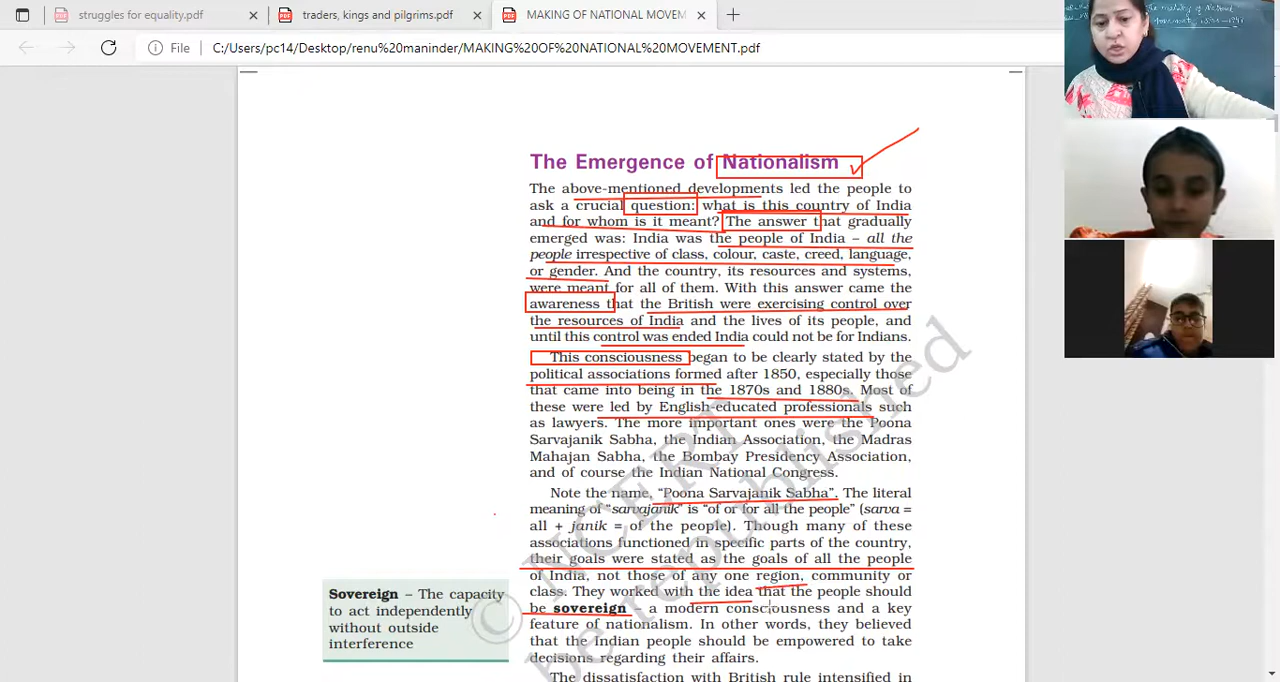 struggles for equality.pdf
traders, kings and pilgrims.pdf
MAKING OF NATIONAL MOVEM
File
C:/Users/pc14/Desktop/renu%20maninder/MAKING%20OF%20NATIONAL%20MOVEMENT.pdf
The Emergence of Nationalism
The above-mentioned developments led the people to
ask a crucial question: what is this country of India
and for whom is it meant? The answer that gradually
emerged was: India was the people of India – all the
people irrespective of class, colour, caste, creed, language,
or gender. And the country, its resources and systems,
were meant for all of them. With this answer came the
awareness that the British were exercising control over
the resources of India and the lives of its people, and
until this control was ended India could not be for Indians.
This consciousness began to be clearly stated by the
political associations formed after 1850, especially those
that came into being in the 1870s and 1880s. Most of
these were led by English-educated professionals such
as lawyers. The more important ones were the Poona
Sarvajanik Sabha, the Indian Association, the Madras
Mahajan Sabha, the Bombay Presidency Association,
and of course the Indian National Congress.
Note the name, “Poona Sarvajanik Sabha”. The literal
meaning of “sarvajanik” is “of or for all the people” (sarva =
all + janik = of the people). Though many of these
associations functioned in specific parts of the country,
their goals were stated as the goals of all the people
of India, not those of any one region, community or
class. They worked with the idea that the people should
be sovereign – a modern consciousness and a key
feature of nationalism. In other words, they believed
that the Indian people should be empowered to take
decisions regarding their affairs.
The dissatisfaction with British rule intensified in
Sovereign – The capacity
to act independently
without outside
interference
© NCERT
be republished